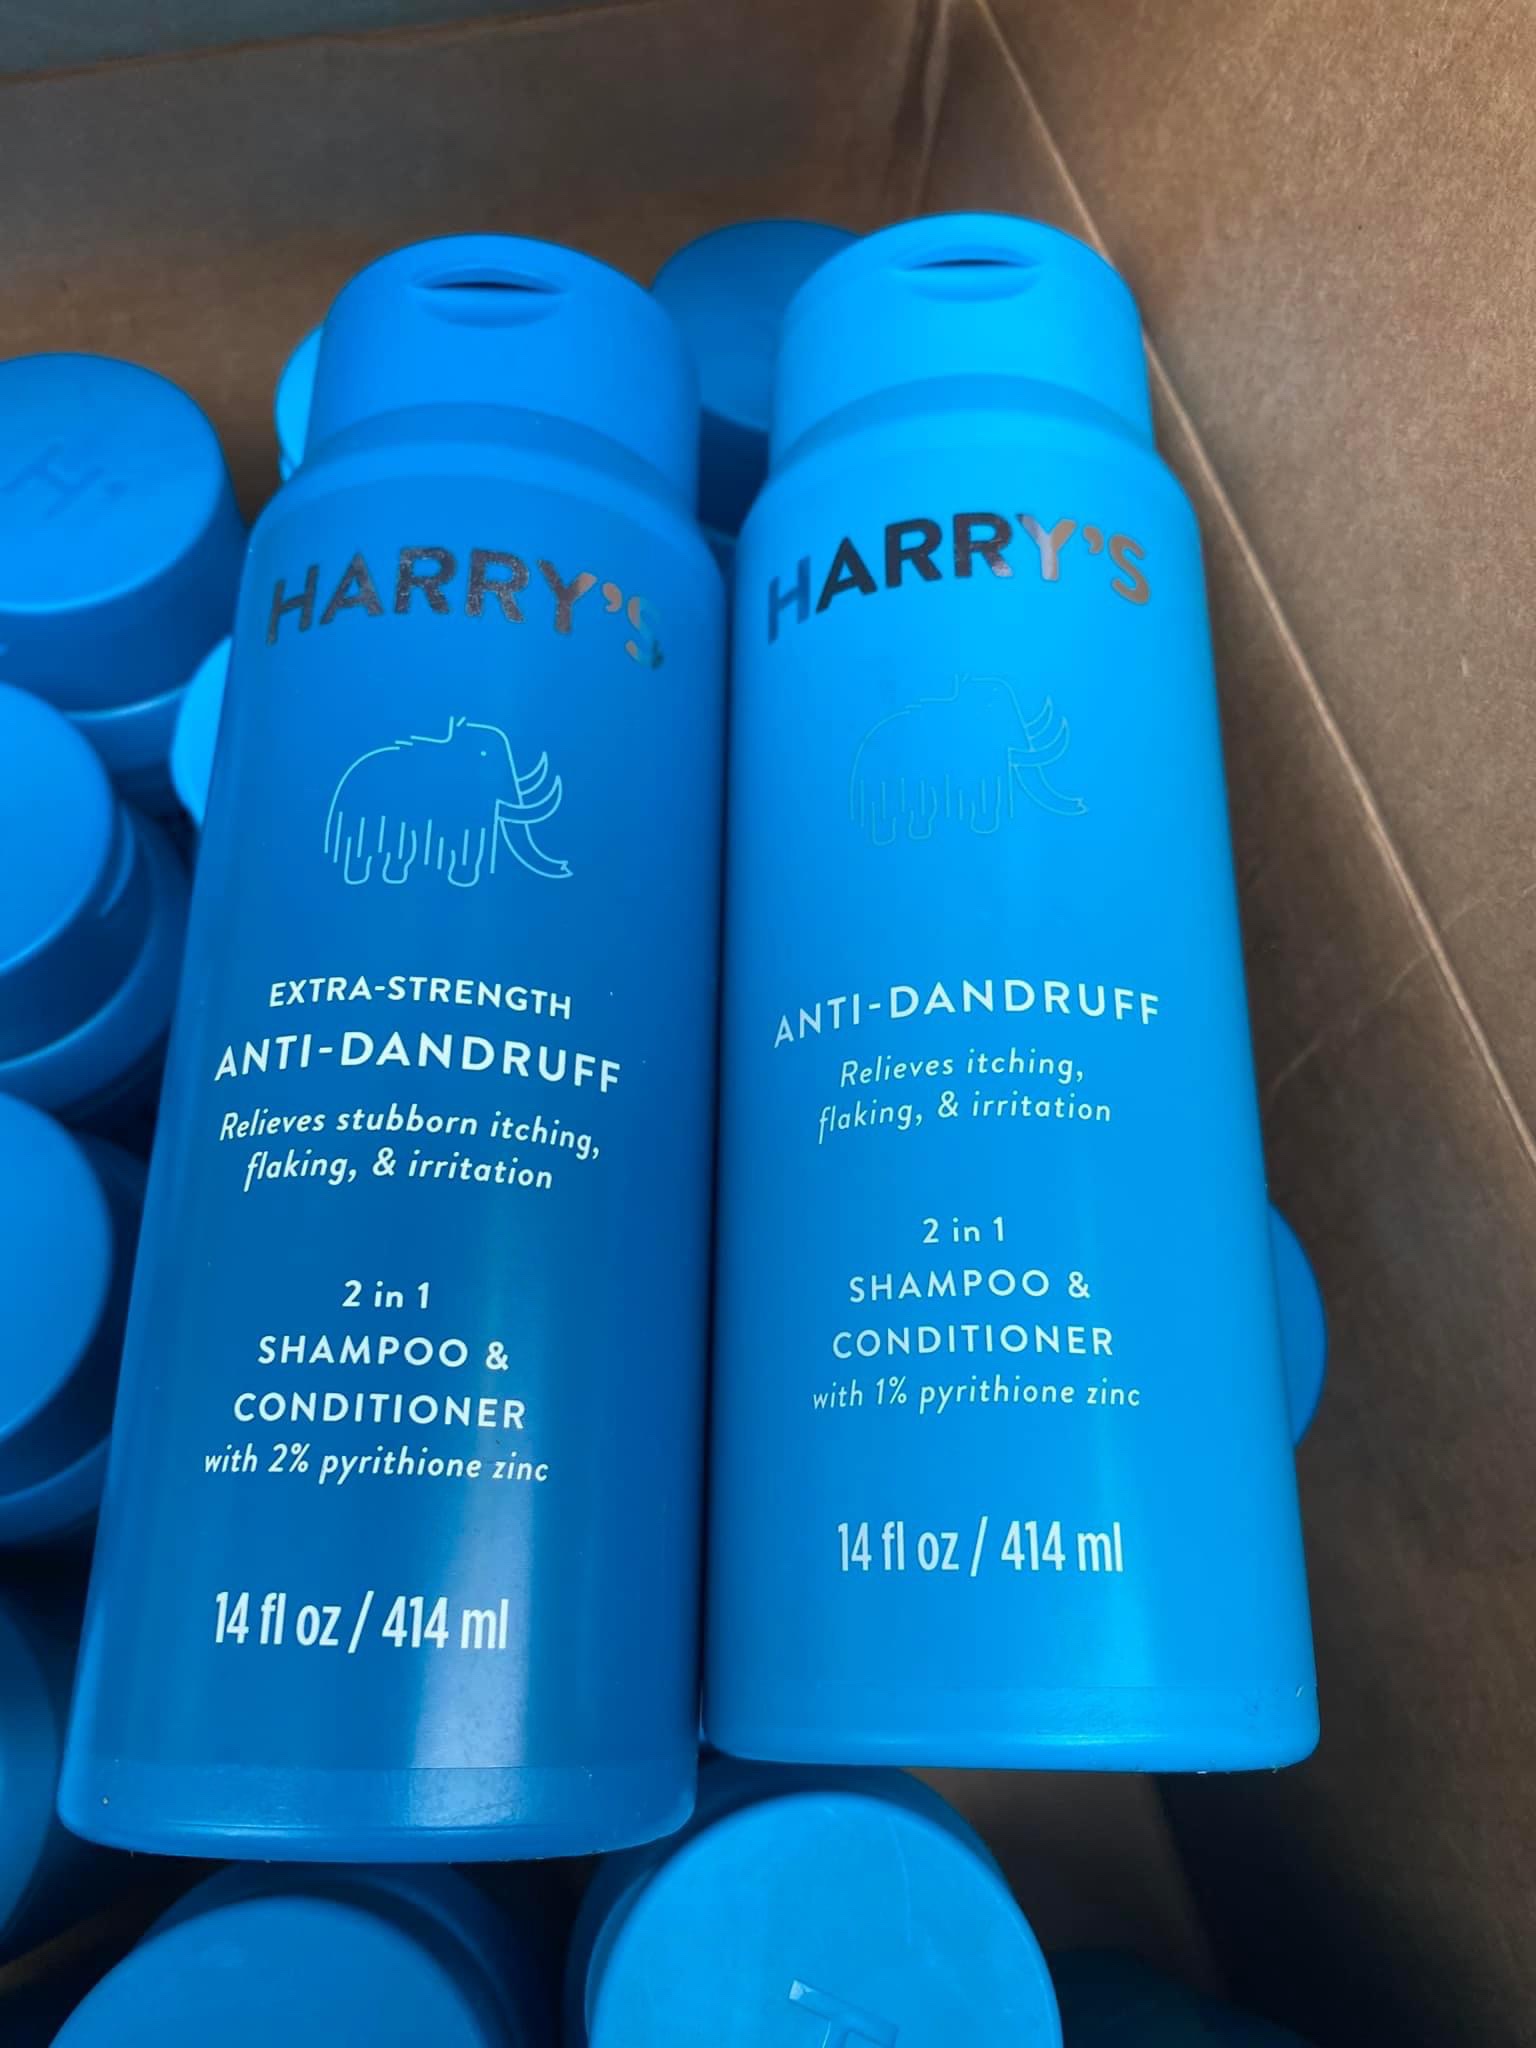 HARRY'S
EXTRA-STRENGTH
ANTI-DANDRUFF
Relieves stubborn itching,
flaking, & irritation
2 in 1
SHAMPOO &
CONDITIONER
with 2% pyrithione zinc
14 fl oz / 414 ml
HARRY'S
ANTI-DANDRUFF
Relieves itching,
flaking, & irritation
2 in 1
SHAMPOO &
CONDITIONER
with 1% pyrithione zinc
14 fl oz / 414 ml
H.
H